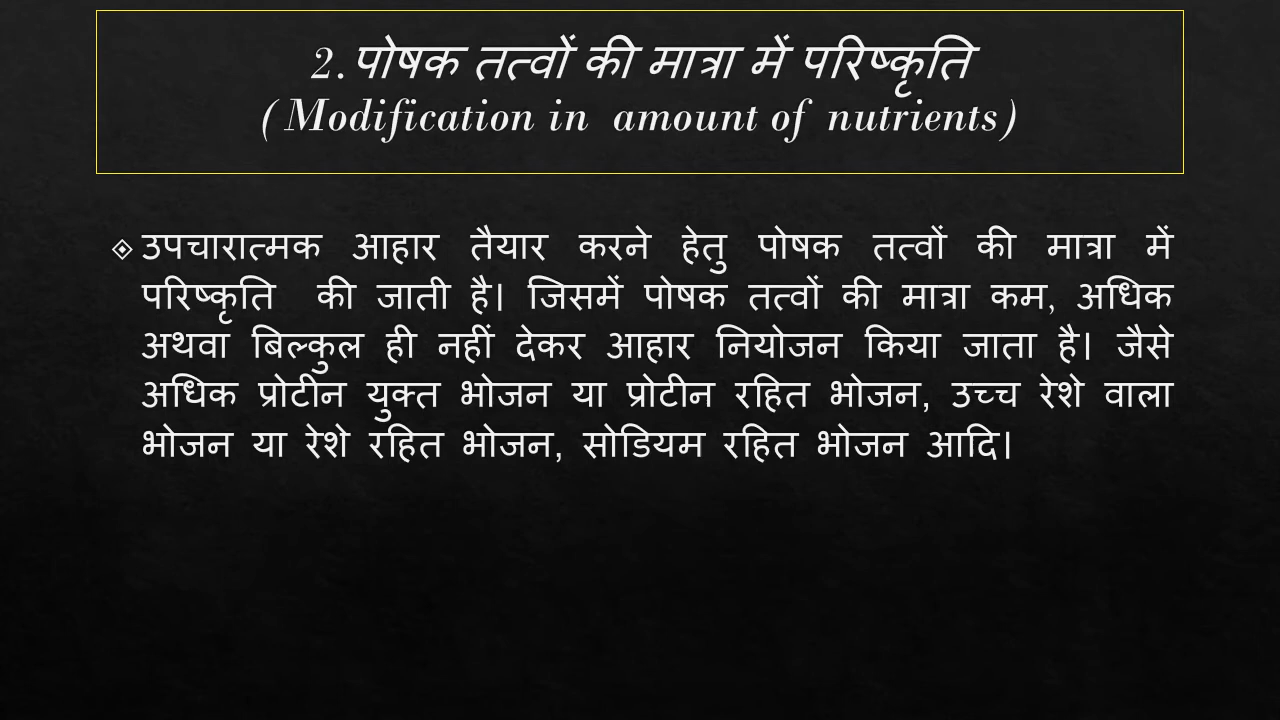 2.पोषक तत्वों की मात्रा में परिष्कृति
(Modification in amount of nutrients)
उपचारात्मक आहार तैयार करने हेतु पोषक तत्वों की मात्रा में
परिष्कृति की जाती है। जिसमें पोषक तत्वों की मात्रा कम, अधिक
अथवा बिल्कुल ही नहीं देकर आहार नियोजन किया जाता है। जैसे
अधिक प्रोटीन युक्त भोजन या प्रोटीन रहित भोजन, उच्च रेशे वाला
भोजन या रेशे रहित भोजन, सोडियम रहित भोजन आदि।